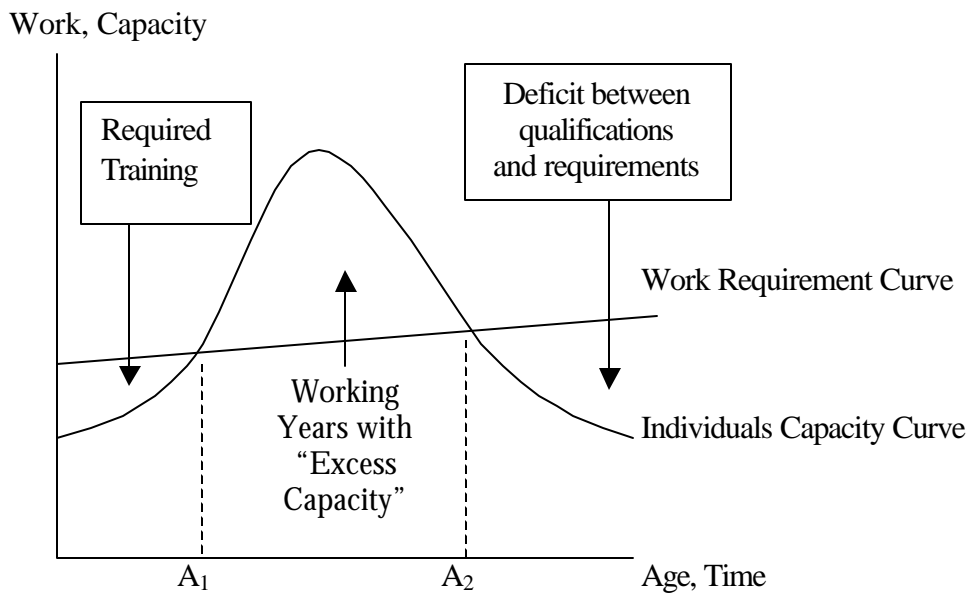 Work, Capacity
Required
Training
Deficit between
qualifications
and requirements
Work Requirement Curve
Working
Years with
“Excess
Capacity”
Individuals Capacity Curve
A₁
A₂
Age, Time